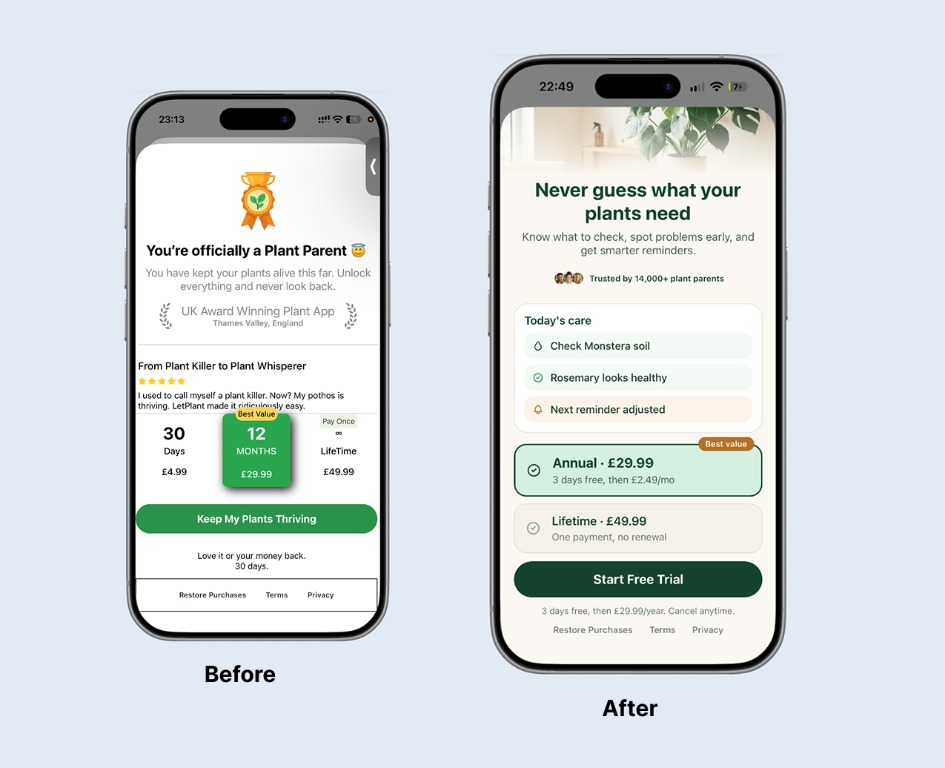 23:13
You're officially a Plant Parent 😇
You have kept your plants alive this far. Unlock
everything and never look back.
UK Award Winning Plant App
Thames Valley, England
From Plant Killer to Plant Whisperer
I used to call myself a plant killer. Now? My pothos is
thriving. LetPlant made it ridiculously easy.
30
Days
£4.99
Best Value
12
MONTHS
£29.99
Pay Once
∞
LifeTime
£49.99
Keep My Plants Thriving
Love it or your money back.
30 days.
Restore Purchases Terms Privacy
Before
22:49
7+
Never guess what your
plants need
Know what to check, spot problems early, and
get smarter reminders.
Trusted by 14,000+ plant parents
Today's care
Check Monstera soil
Rosemary looks healthy
Next reminder adjusted
Best value
Annual · £29.99
3 days free, then £2.49/mo
Lifetime · £49.99
One payment, no renewal
Start Free Trial
3 days free, then £29.99/year. Cancel anytime.
Restore Purchases Terms Privacy
After